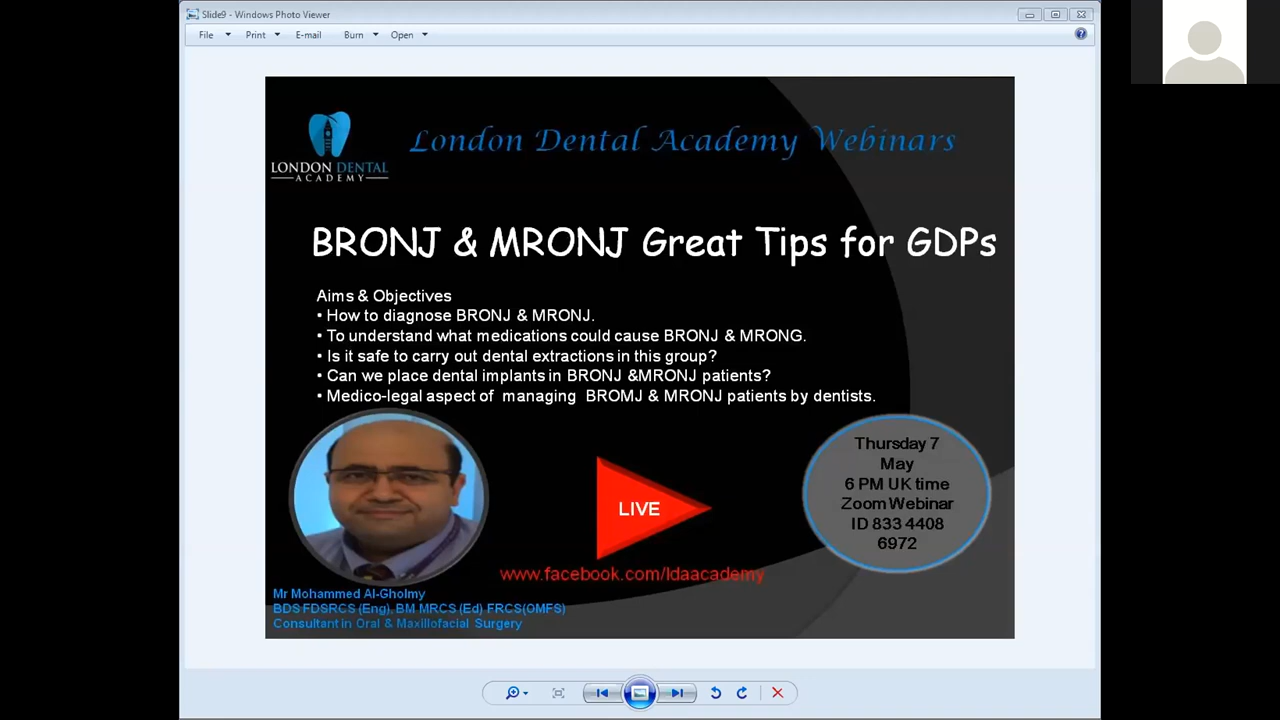 Slide9 - Windows Photo Viewer
File Print E-mail Burn Open
LONDON DENTAL
ACADEMY
London Dental Academy Webinars
BRONJ & MRONJ Great Tips for GDPs
Aims & Objectives
• How to diagnose BRONJ & MRONJ.
• To understand what medications could cause BRONJ & MRONG.
• Is it safe to carry out dental extractions in this group?
• Can we place dental implants in BRONJ &MRONJ patients?
• Medico-legal aspect of managing BROMJ & MRONJ patients by dentists.
Thursday 7
May
6 PM UK time
Zoom Webinar
ID 833 4408
6972
LIVE
www.facebook.com/ldaacademy
Mr Mohammed Al-Gholmy
BDS FDSRCS (Eng), BM MRCS (Ed) FRCS(OMFS)
Consultant in Oral & Maxillofacial Surgery